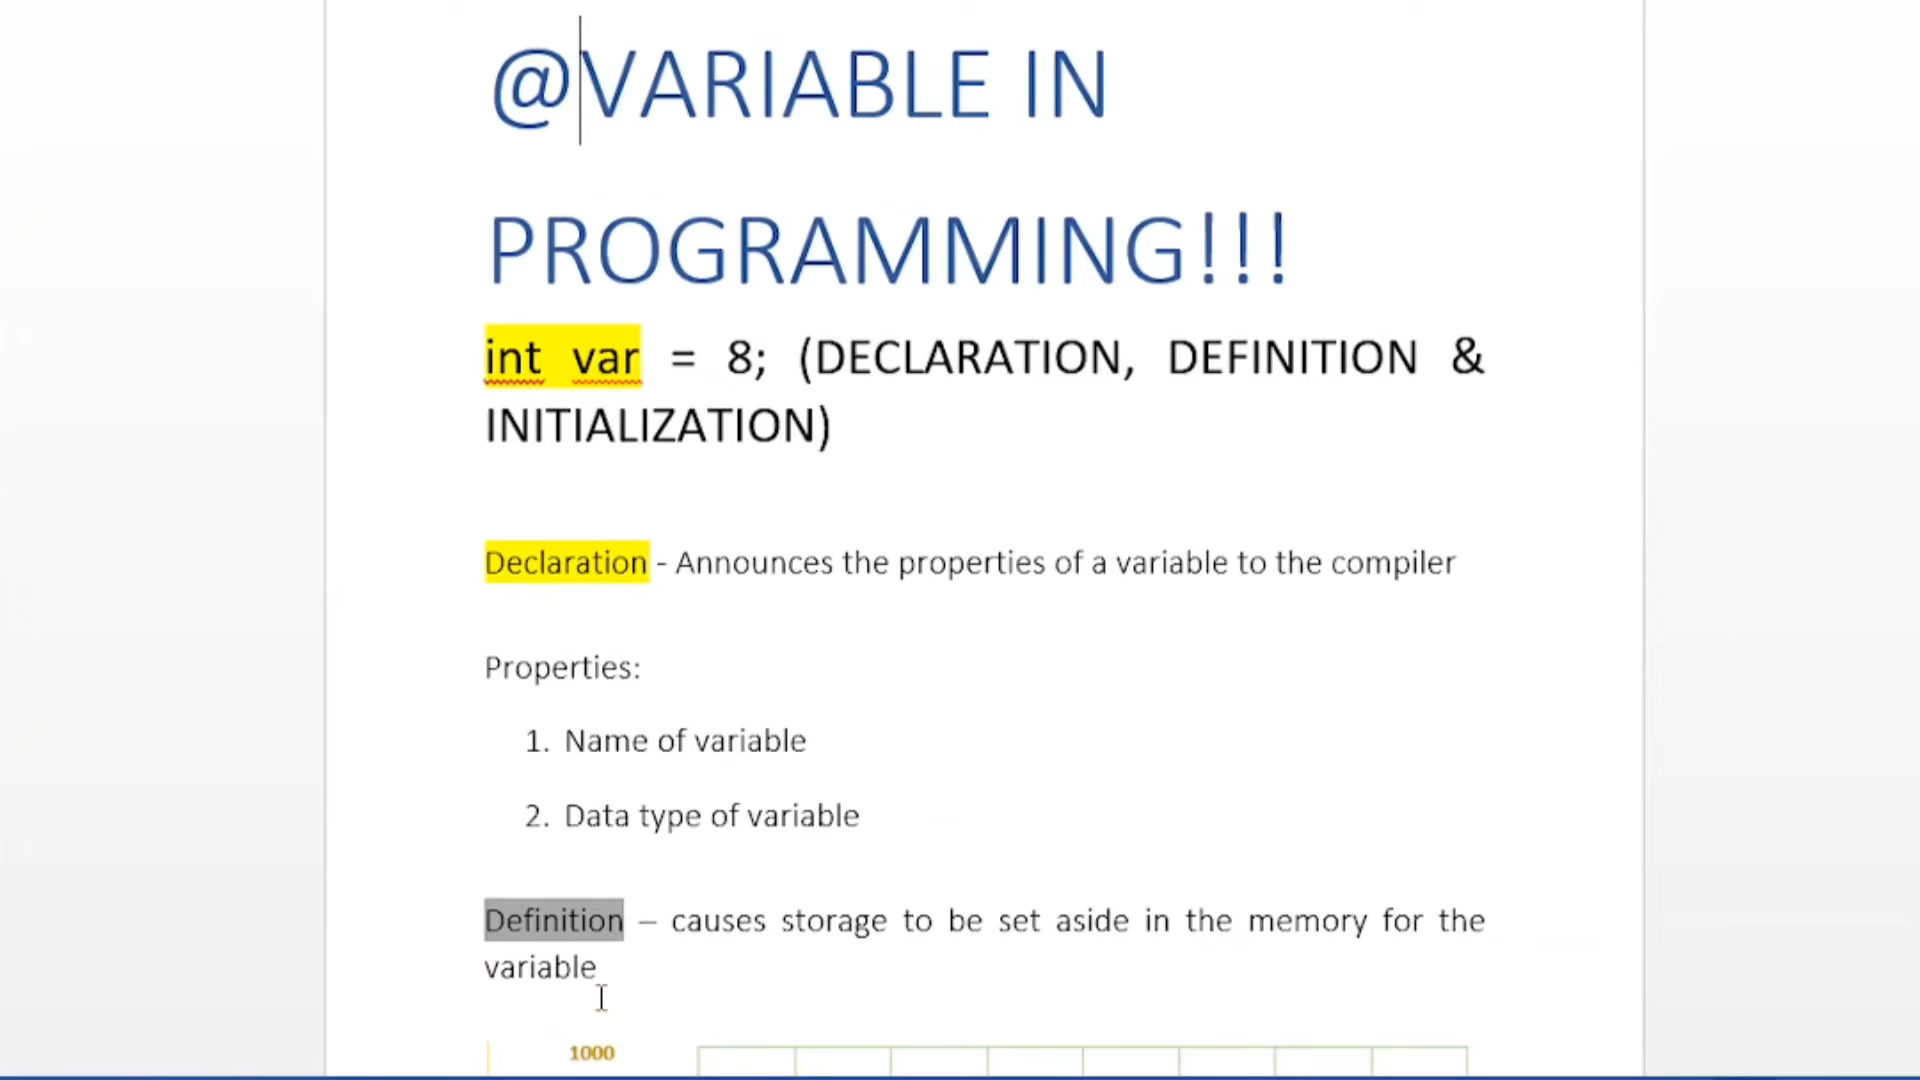 @VARIABLE IN
PROGRAMMING!!!
int var = 8; (DECLARATION, DEFINITION &
INITIALIZATION)
Declaration - Announces the properties of a variable to the compiler
Properties:
1. Name of variable
2. Data type of variable
Definition – causes storage to be set aside in the memory for the
variable
1000